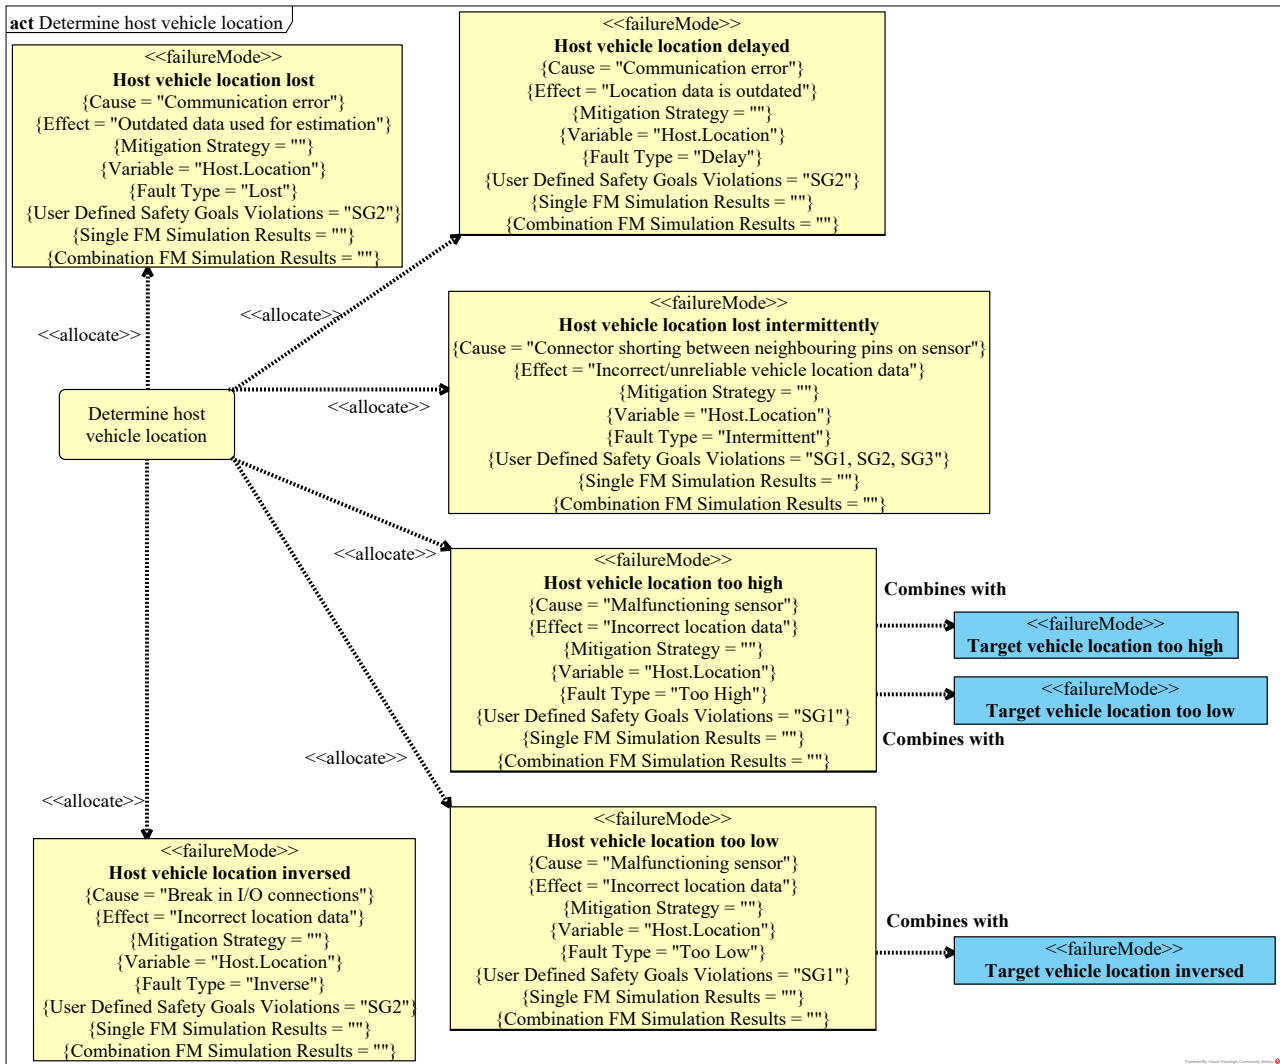 act Determine host vehicle location
<<failureMode>>
Host vehicle location lost
{Cause = "Communication error"}
{Effect = "Outdated data used for estimation"}
{Mitigation Strategy = ""}
{Variable = "Host.Location"}
{Fault Type = "Lost"}
{User Defined Safety Goals Violations = "SG2"}
{Single FM Simulation Results = ""}
{Combination FM Simulation Results = ""}
<<failureMode>>
Host vehicle location delayed
{Cause = "Communication error"}
{Effect = "Location data is outdated"}
{Mitigation Strategy = ""}
{Variable = "Host.Location"}
{Fault Type = "Delay"}
{User Defined Safety Goals Violations = "SG2"}
{Single FM Simulation Results = ""}
{Combination FM Simulation Results = ""}
<<allocate>>
<<allocate>>
<<failureMode>>
Host vehicle location lost intermittently
{Cause = "Connector shorting between neighbouring pins on sensor"}
{Effect = "Incorrect/unreliable vehicle location data"}
{Mitigation Strategy = ""}
{Variable = "Host.Location"}
{Fault Type = "Intermittent"}
{User Defined Safety Goals Violations = "SG1, SG2, SG3"}
{Single FM Simulation Results = ""}
{Combination FM Simulation Results = ""}
<<allocate>>
Determine host
vehicle location
<<allocate>>
<<failureMode>>
Host vehicle location too high
{Cause = "Malfunctioning sensor"}
{Effect = "Incorrect location data"}
{Mitigation Strategy = ""}
{Variable = "Host.Location"}
{Fault Type = "Too High"}
{User Defined Safety Goals Violations = "SG1"}
{Single FM Simulation Results = ""}
{Combination FM Simulation Results = ""}
Combines with
<<failureMode>>
Target vehicle location too high
<<failureMode>>
Target vehicle location too low
Combines with
<<allocate>>
<<allocate>>
<<failureMode>>
Host vehicle location inversed
{Cause = "Break in I/O connections"}
{Effect = "Incorrect location data"}
{Mitigation Strategy = ""}
{Variable = "Host.Location"}
{Fault Type = "Inverse"}
{User Defined Safety Goals Violations = "SG2"}
{Single FM Simulation Results = ""}
{Combination FM Simulation Results = ""}
<<failureMode>>
Host vehicle location too low
{Cause = "Malfunctioning sensor"}
{Effect = "Incorrect location data"}
{Mitigation Strategy = ""}
{Variable = "Host.Location"}
{Fault Type = "Too Low"}
{User Defined Safety Goals Violations = "SG1"}
{Single FM Simulation Results = ""}
{Combination FM Simulation Results = ""}
Combines with
<<failureMode>>
Target vehicle location inversed
Powered By Visual Paradigm Community Edition